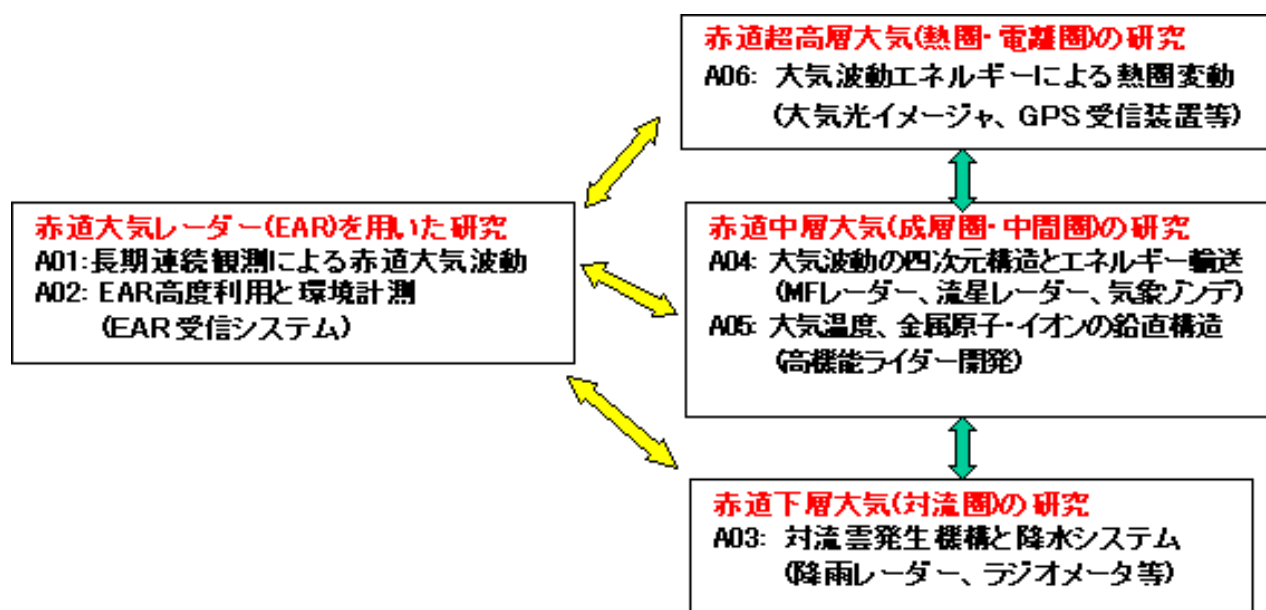 赤道超高層大気(熱圏・電離圏)の研究
A06: 大気波動エネルギーによる熱圏変動
(大気光イメージャ、GPS受信装置等)
赤道大気レーダー(EAR)を用いた研究
A01:長期連続観測による赤道大気波動
A02: EAR高度利用と環境計測
(EAR受信システム)
赤道中層大気(成層圏・中間圏)の研究
A04: 大気波動の四次元構造とエネルギー輸送
(MFレーダー、流星レーダー、気象ゾンデ)
A05: 大気温度、金属原子・イオンの鉛直構造
(高機能ライダー開発)
赤道下層大気(対流圏)の研究
A03: 対流雲発生機構と降水システム
(降雨レーダー、ラジオメータ等)